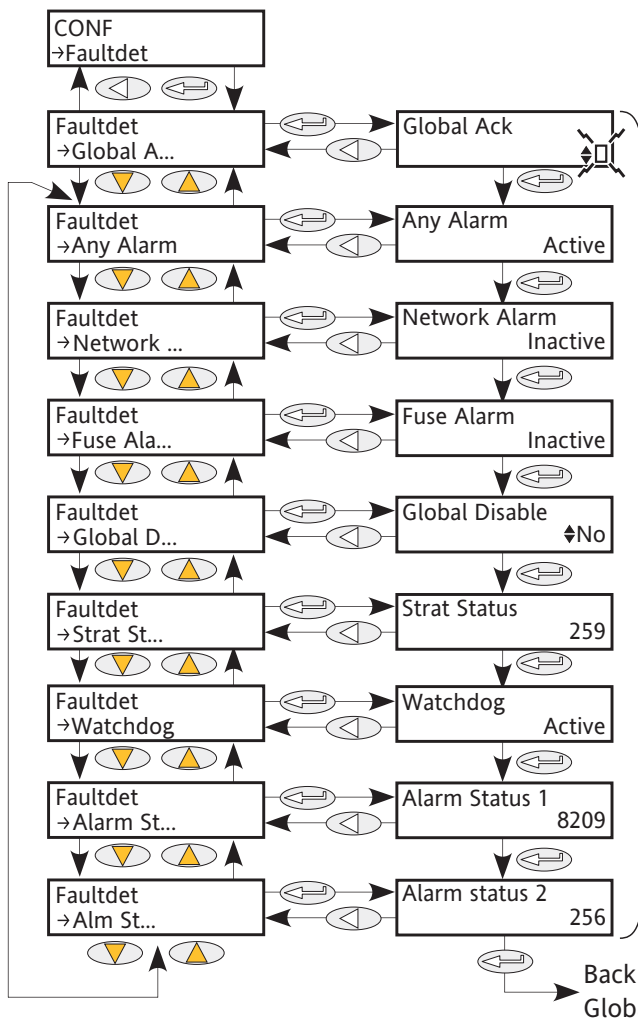 CONF
→Faultdet
Faultdet
→Global A...
Global Ack
Faultdet
→Any Alarm
Any Alarm
Active
Faultdet
→Network ...
Network Alarm
Inactive
Faultdet
→Fuse Ala...
Fuse Alarm
Inactive
Faultdet
→Global D...
Global Disable
No
Faultdet
→Strat St...
Strat Status
259
Faultdet
→Watchdog
Watchdog
Active
Faultdet
→Alarm St...
Alarm Status 1
8209
Faultdet
→Alm St...
Alarm status 2
256
Back
Glob